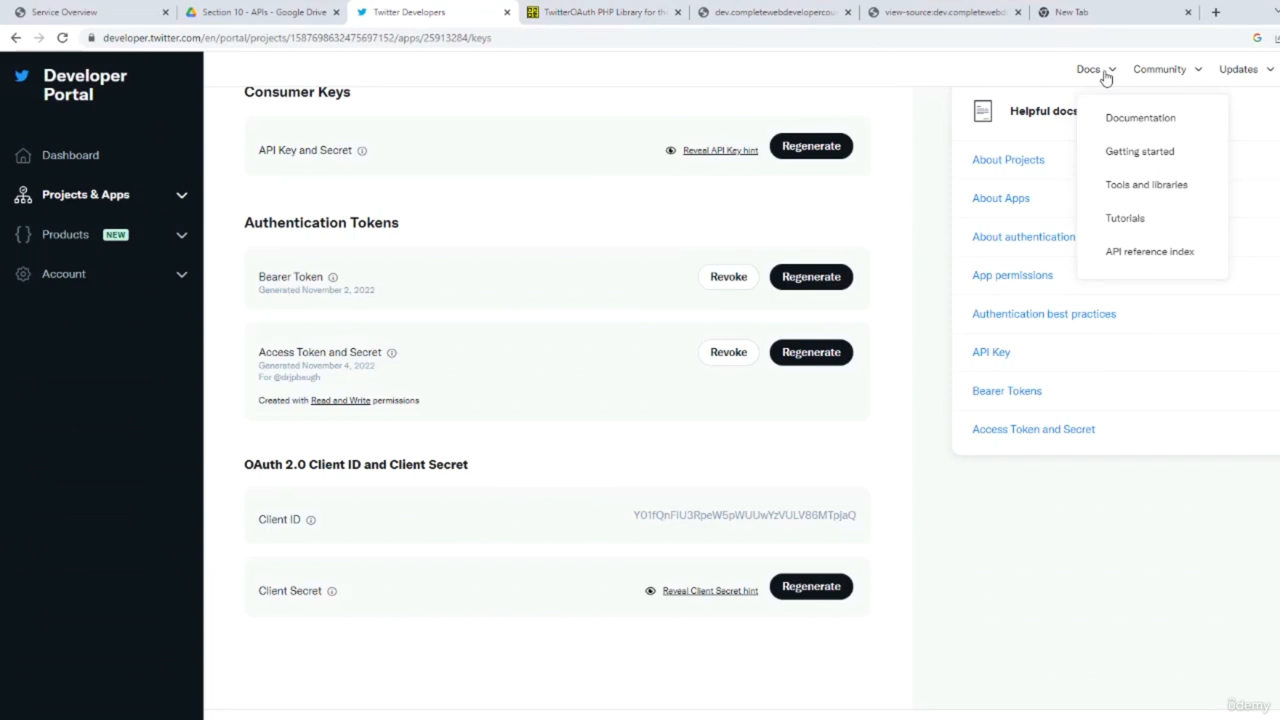 Service Overview
Section 10 - APIs - Google Drive
Twitter Developers
TwitterOAuth PHP Library for th
dev.completewebdevelopercou
view-source:dev.completewebd
New Tab
developer.twitter.com/en/portal/projects/1587698632475697152/apps/25913284/keys
Developer
Portal
Docs
Community
Updates
Dashboard
Projects & Apps
Products NEW
Account
Consumer Keys
API Key and Secret
Reveal API Key hint
Regenerate
Authentication Tokens
Bearer Token
Generated November 2, 2022
Revoke
Regenerate
Access Token and Secret
Generated November 4, 2022
For @drjpbaugh
Created with Read and Write permissions
Revoke
Regenerate
OAuth 2.0 Client ID and Client Secret
Client ID
Client Secret
Reveal Client Secret hint
Regenerate
Helpful docs
About Projects
About Apps
About authentication
App permissions
Authentication best practices
API Key
Bearer Tokens
Access Token and Secret
Documentation
Getting started
Tools and libraries
Tutorials
API reference index
ûdemy